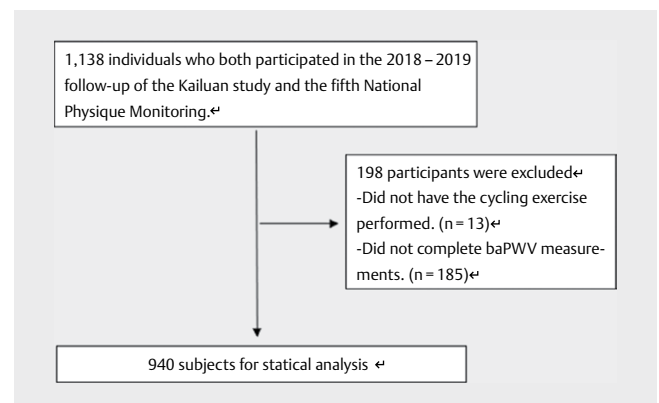 1,138 individuals who both participated in the 2018 – 2019
follow-up of the Kailuan study and the fifth National
Physique Monitoring.↵
198 participants were excluded↵
-Did not have the cycling exercise
performed. (n = 13)↵
-Did not complete baPWV measure-
ments. (n = 185)↵
940 subjects for statical analysis ↵